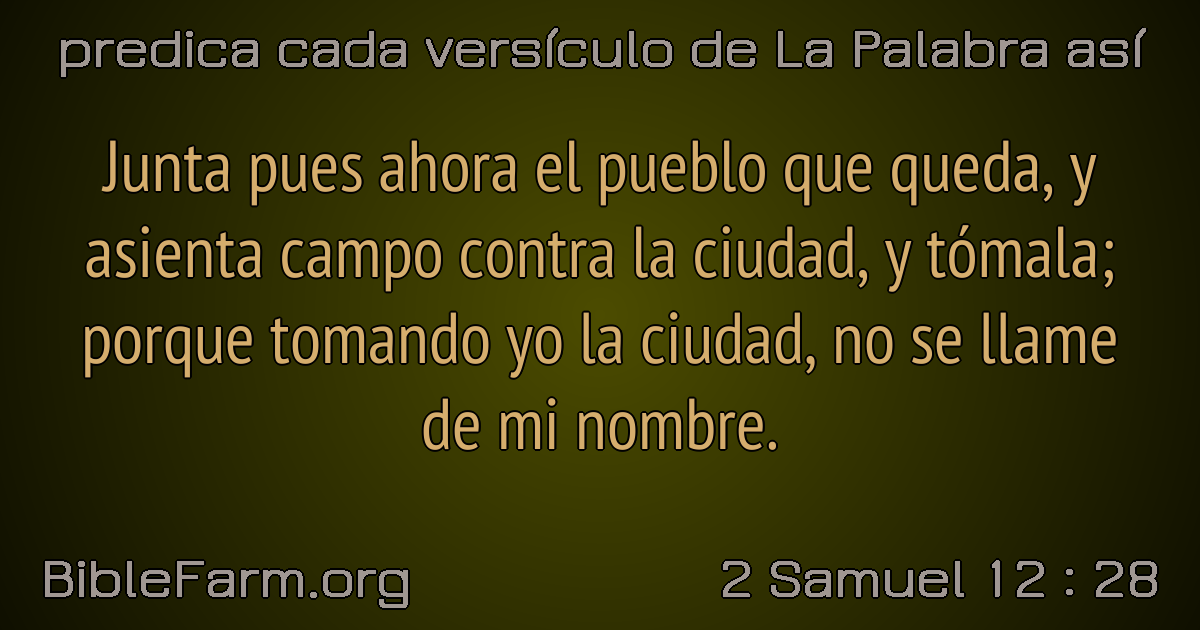 predica cada versículo de La Palabra así
Junta pues ahora el pueblo que queda, y
asienta campo contra la ciudad, y tómala;
porque tomando yo la ciudad, no se llame
de mi nombre.
BibleFarm.org
2 Samuel 12 : 28